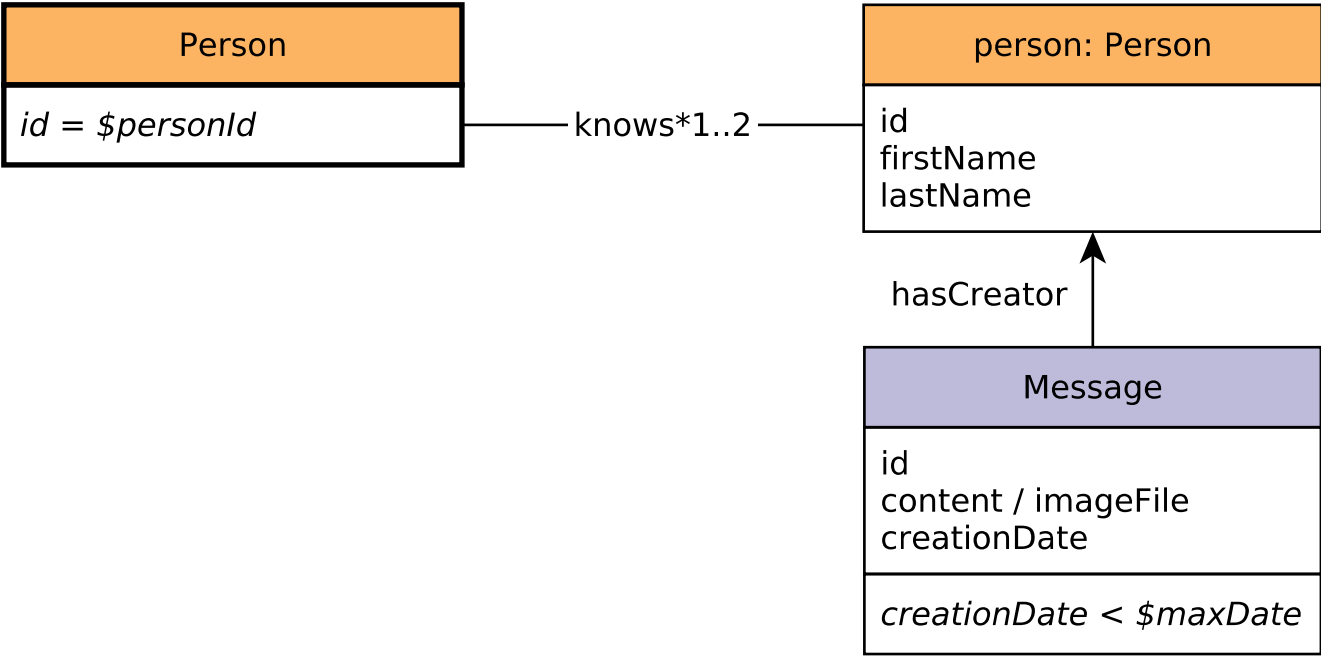 Person
id = $personId
knows*1..2
person: Person
id
firstName
lastName
hasCreator
Message
id
content / imageFile
creationDate
creationDate < $maxDate